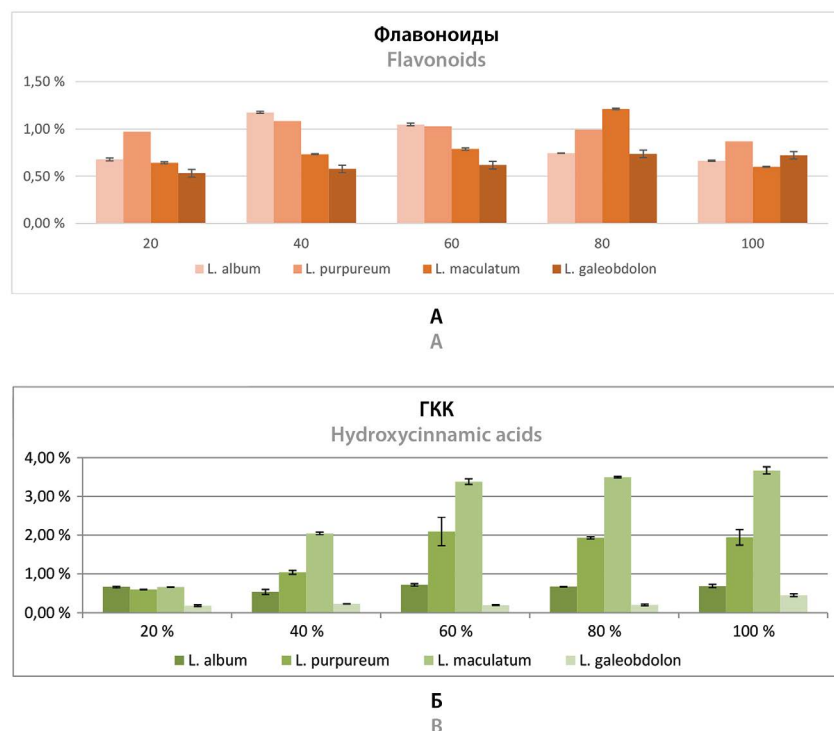 Флавоноиды
Flavonoids
1,50 %
1,00 %
0,50 %
0,00 %
20 40 60 80 100
L. album L. purpureum L. maculatum L. galeobdolon
А
A
ГКК
Hydroxycinnamic acids
4,00 %
3,00 %
2,00 %
1,00 %
0,00 %
20 % 40 % 60 % 80 % 100 %
L. album L. purpureum L. maculatum L. galeobdolon
Б
B